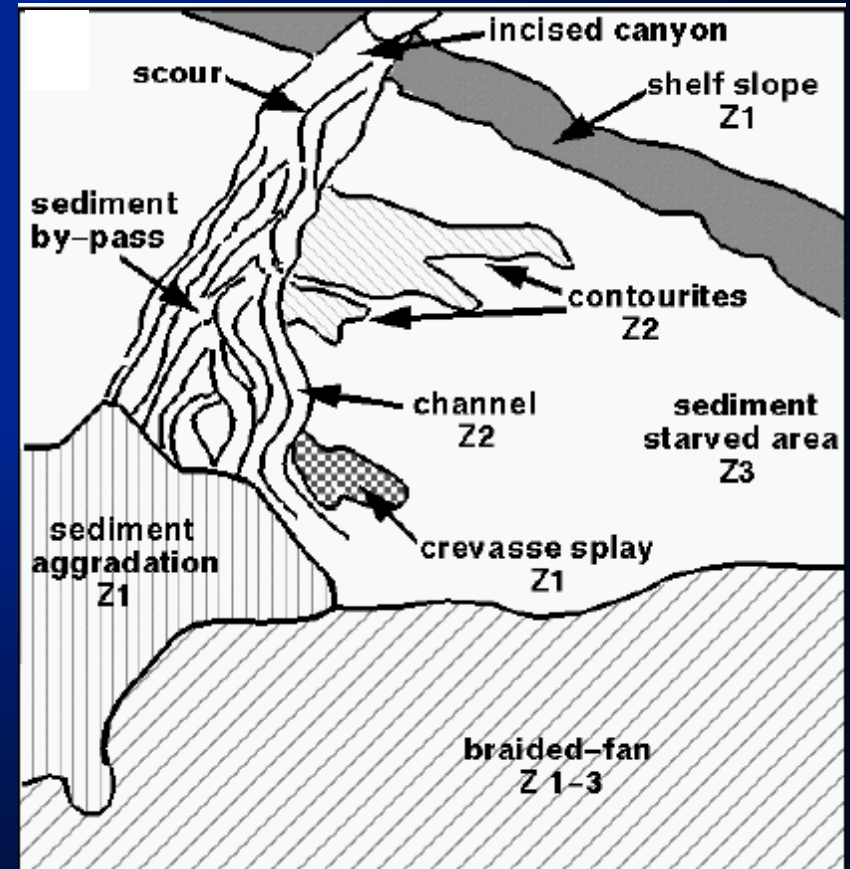 incised canyon
scour
shelf slope
Z1
sediment
by-pass
contourites
Z2
channel
Z2
sediment
starved area
Z3
sediment
aggradation
Z1
crevasse splay
Z1
braided-fan
Z 1-3